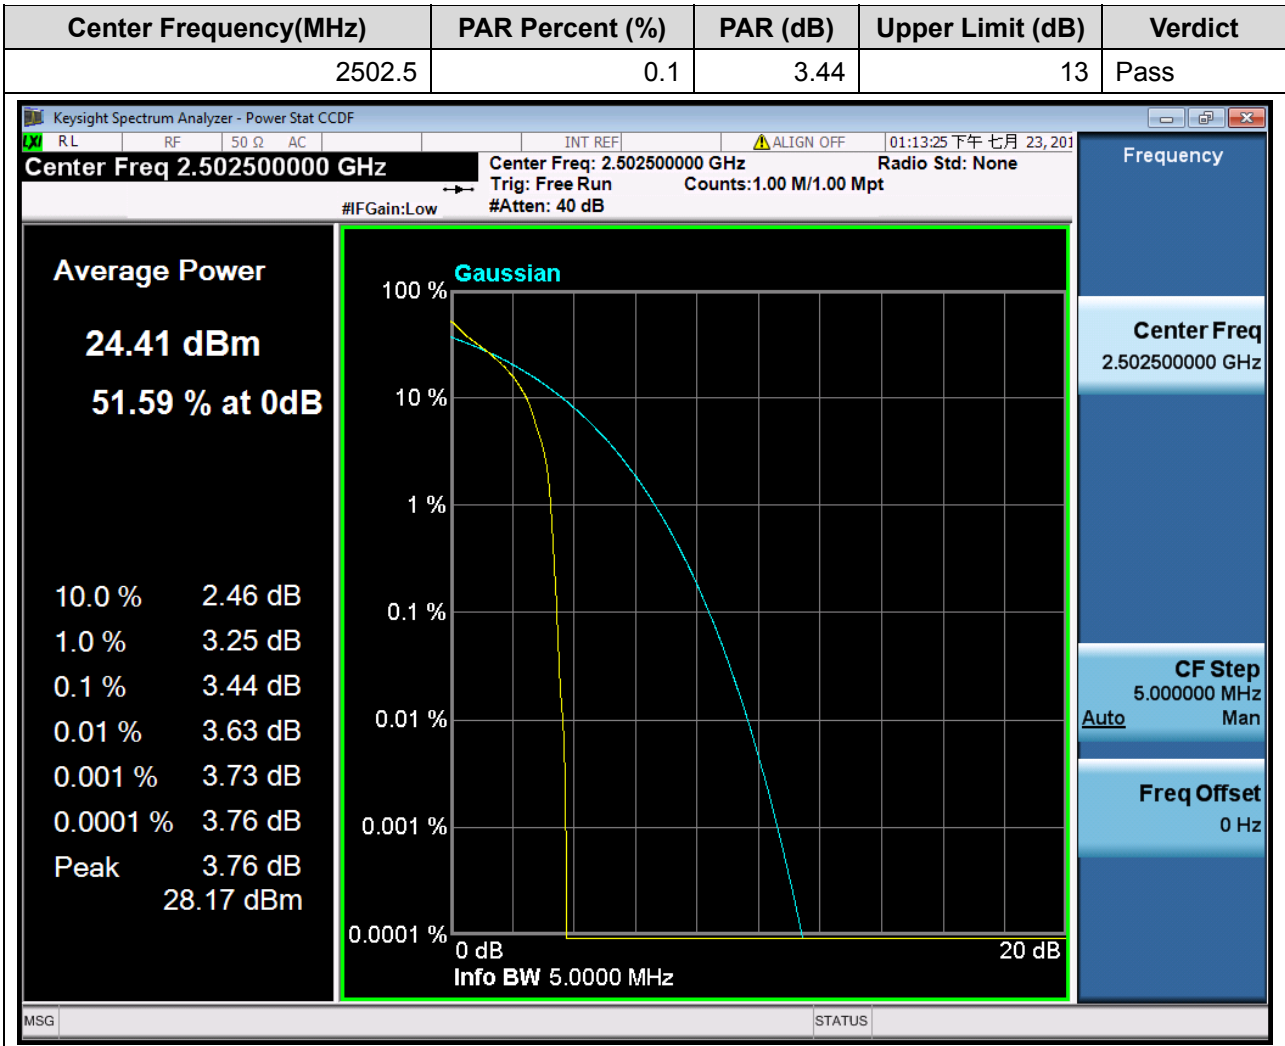 Center Frequency(MHz) PAR Percent (%) PAR (dB) Upper Limit (dB) Verdict
2502.5 0.1 3.44 13 Pass
Keysight Spectrum Analyzer - Power Stat CCDF
LXI RL RF 50 Ω AC INT REF ALIGN OFF 01:13:25 下午 七月 23, 201
Center Freq 2.502500000 GHz
Center Freq: 2.502500000 GHz Radio Std: None
Trig: Free Run Counts:1.00 M/1.00 Mpt
#IFGain:Low #Atten: 40 dB
Average Power
24.41 dBm
51.59 % at 0dB
10.0 % 2.46 dB
1.0 % 3.25 dB
0.1 % 3.44 dB
0.01 % 3.63 dB
0.001 % 3.73 dB
0.0001 % 3.76 dB
Peak 3.76 dB
28.17 dBm
Gaussian
100 %
10 %
1 %
0.1 %
0.01 %
0.001 %
0.0001 %
0 dB 20 dB
Info BW 5.0000 MHz
Frequency
Center Freq
2.502500000 GHz
CF Step
5.000000 MHz
Auto Man
Freq Offset
0 Hz
MSG STATUS